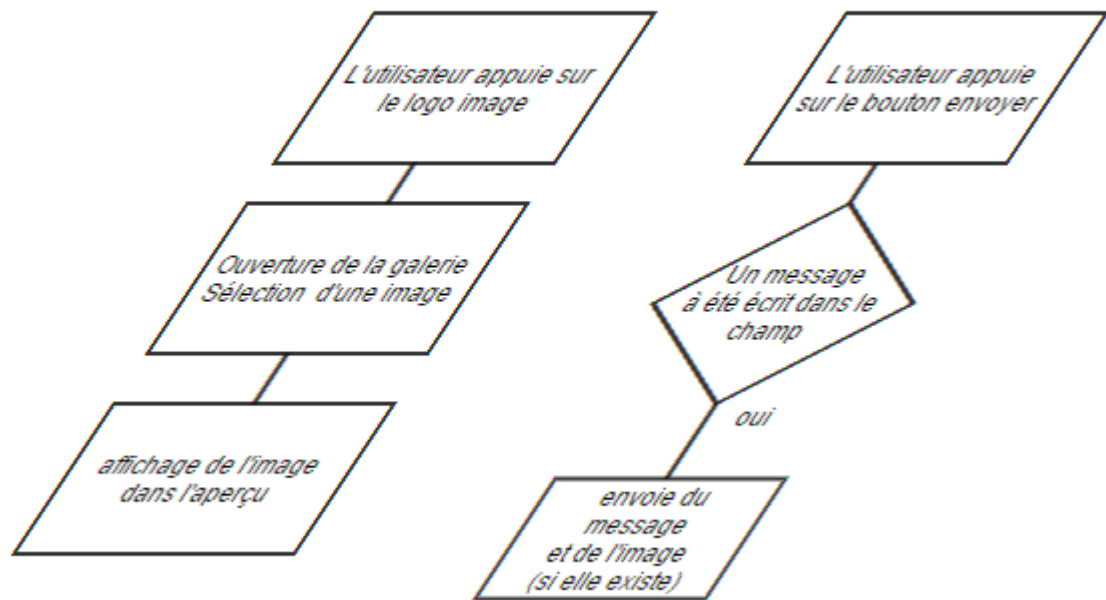 L'utilisateur appuie sur
le logo image
Ouverture de la galerie
Sélection d'une image
affichage de l'image
dans l'aperçu
L'utilisateur appuie
sur le bouton envoyer
Un message
à été écrit dans le
champ
oui
envoie du
message
et de l'image
(si elle existe)